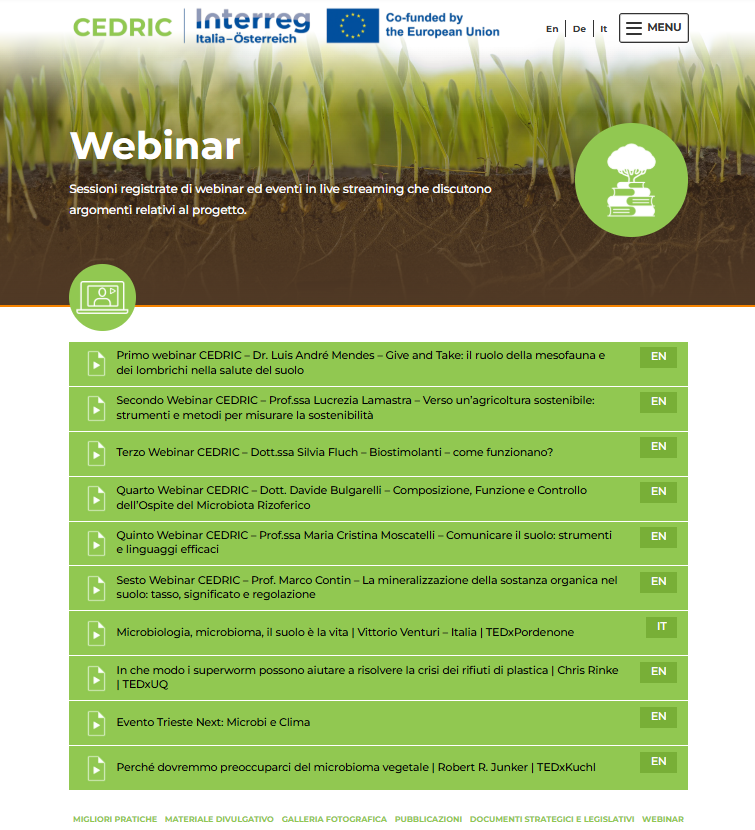 CEDRIC
Interreg
Italia–Österreich
Co-funded by
the European Union
En
De
It
MENU
Webinar
Sessioni registrate di webinar ed eventi in live streaming che discutono
argomenti relativi al progetto.
Primo webinar CEDRIC – Dr. Luis André Mendes – Give and Take: il ruolo della mesofauna e
dei lombrichi nella salute del suolo
EN
Secondo Webinar CEDRIC – Prof.ssa Lucrezia Lamastra – Verso un’agricoltura sostenibile:
strumenti e metodi per misurare la sostenibilità
EN
Terzo Webinar CEDRIC – Dott.ssa Silvia Fluch – Biostimolanti – come funzionano?
EN
Quarto Webinar CEDRIC – Dott. Davide Bulgarelli – Composizione, Funzione e Controllo
dell’Ospite del Microbiota Rizoferico
EN
Quinto Webinar CEDRIC – Prof.ssa Maria Cristina Moscatelli – Comunicare il suolo: strumenti
e linguaggi efficaci
EN
Sesto Webinar CEDRIC – Prof. Marco Contin – La mineralizzazione della sostanza organica nel
suolo: tasso, significato e regolazione
EN
Microbiologia, microbioma, il suolo è la vita | Vittorio Venturi – Italia | TEDxPordenone
IT
In che modo i superworm possono aiutare a risolvere la crisi dei rifiuti di plastica | Chris Rinke
| TEDxUQ
EN
Evento Trieste Next: Microbi e Clima
EN
Perché dovremmo preoccuparci del microbioma vegetale | Robert R. Junker | TEDxKuchl
EN
MIGLIORI PRATICHE MATERIALE DIVULGATIVO GALLERIA FOTOGRAFICA PUBBLICAZIONI DOCUMENTI STRATEGICI E LEGISLATIVI WEBINAR